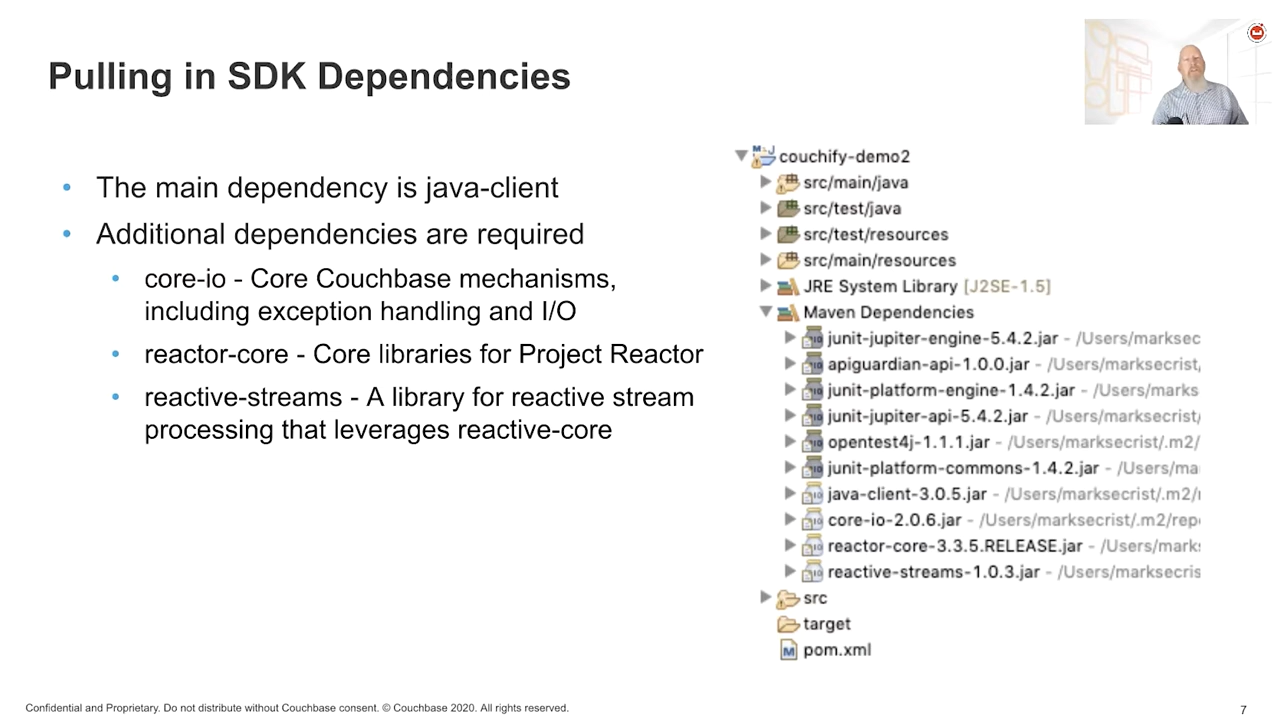 Pulling in SDK Dependencies
• The main dependency is java-client
• Additional dependencies are required
• core-io - Core Couchbase mechanisms,
including exception handling and I/O
• reactor-core - Core libraries for Project Reactor
• reactive-streams - A library for reactive stream
processing that leverages reactive-core
couchify-demo2
src/main/java
src/test/java
src/test/resources
src/main/resources
JRE System Library [J2SE-1.5]
Maven Dependencies
junit-jupiter-engine-5.4.2.jar - /Users/marksec
apiguardian-api-1.0.0.jar - /Users/marksecrist,
junit-platform-engine-1.4.2.jar - /Users/marks
junit-jupiter-api-5.4.2.jar - /Users/marksecrist/
opentest4j-1.1.1.jar - /Users/marksecrist/.m2/
junit-platform-commons-1.4.2.jar - /Users/ma
java-client-3.0.5.jar - /Users/marksecrist/.m2/
core-io-2.0.6.jar - /Users/marksecrist/.m2/rep
reactor-core-3.3.5.RELEASE.jar - /Users/mark
reactive-streams-1.0.3.jar - /Users/marksecris
src
target
pom.xml
Confidential and Proprietary. Do not distribute without Couchbase consent. © Couchbase 2020. All rights reserved.
7